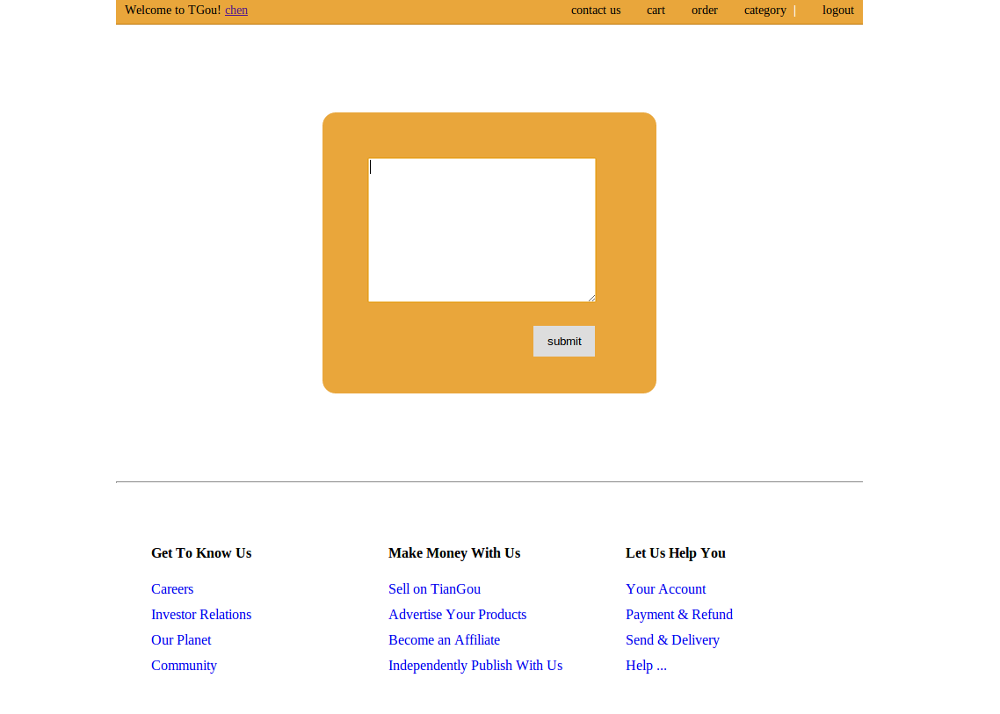 Welcome to TGou! chen contact us cart order category | logout
submit
Get To Know Us Make Money With Us Let Us Help You
Careers Sell on TianGou Your Account
Investor Relations Advertise Your Products Payment & Refund
Our Planet Become an Affiliate Send & Delivery
Community Independently Publish With Us Help ...